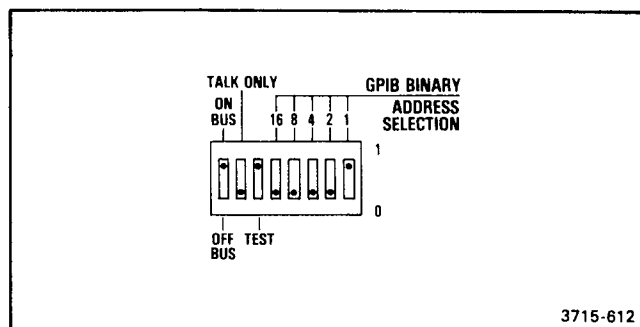 TALK ONLY
GPIB BINARY
ON
BUS
16 8 4 2 1
ADDRESS
SELECTION
1
0
OFF
BUS
TEST
3715-612